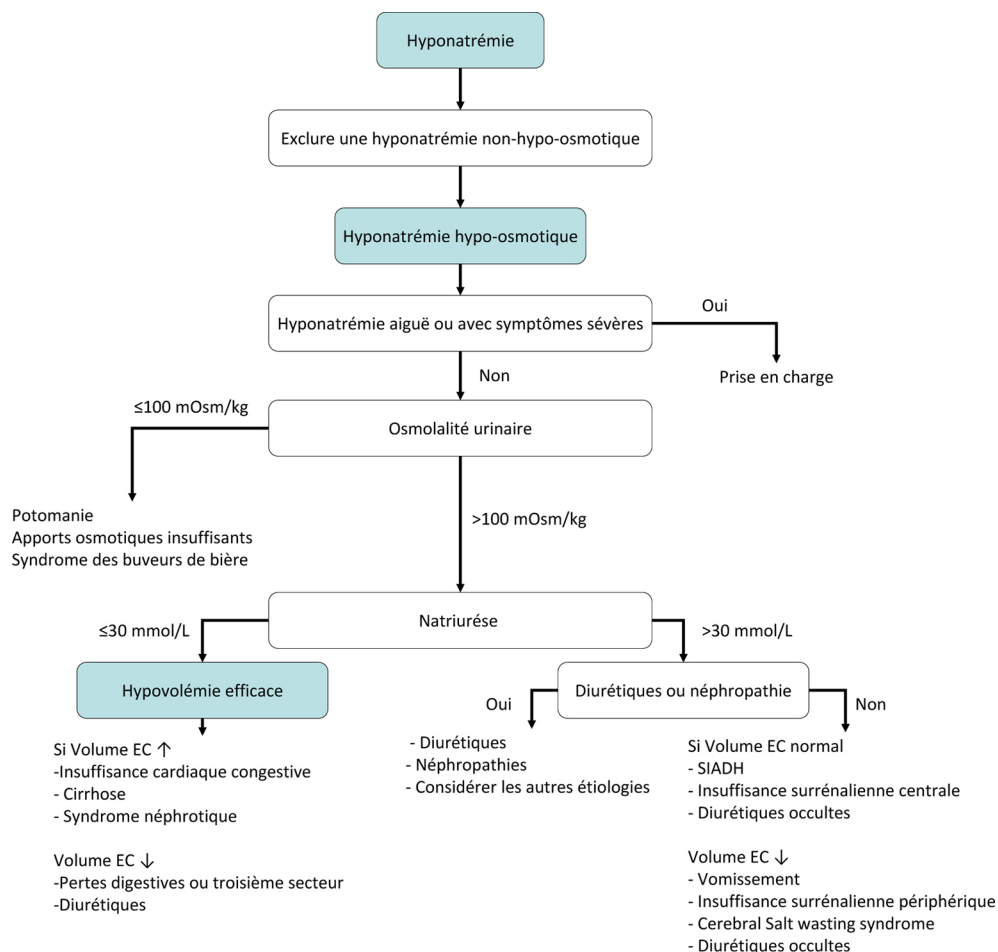 Hyponatrémie
Exclure une hyponatrémie non-hypo-osmotique
Hyponatrémie hypo-osmotique
Hyponatrémie aiguë ou avec symptômes sévères
Oui
Prise en charge
Non
≤100 mOsm/kg
Osmolalité urinaire
Potomanie
Apports osmotiques insuffisants
Syndrome des buveurs de bière
>100 mOsm/kg
Natriurése
≤30 mmol/L
>30 mmol/L
Hypovolémie efficace
Diurétiques ou néphropathie
Oui
Non
Si Volume EC ↑
-Insuffisance cardiaque congestive
- Cirrhose
- Syndrome néphrotique
Volume EC ↓
-Pertes digestives ou troisième secteur
-Diurétiques
- Diurétiques
- Néphropathies
- Considérer les autres étiologies
Si Volume EC normal
- SIADH
- Insuffisance surrénalienne centrale
- Diurétiques occultes
Volume EC ↓
- Vomissement
- Insuffisance surrénalienne périphérique
- Cerebral Salt wasting syndrome
- Diurétiques occultes